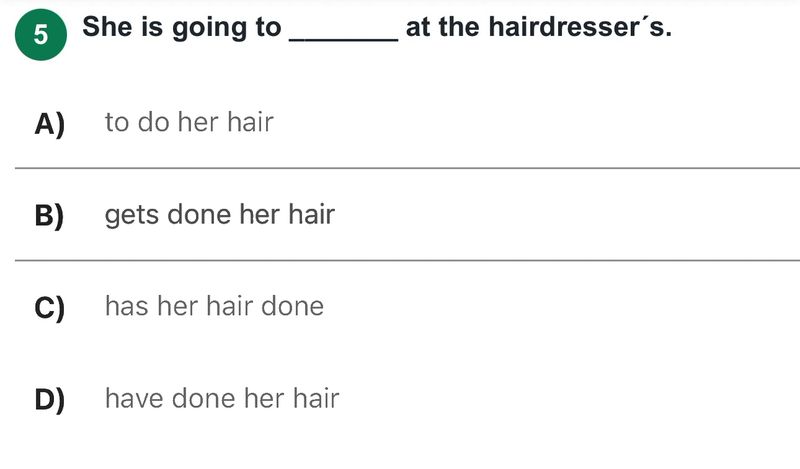 5 She is going to _______ at the hairdresser´s.
A) to do her hair
B) gets done her hair
C) has her hair done
D) have done her hair